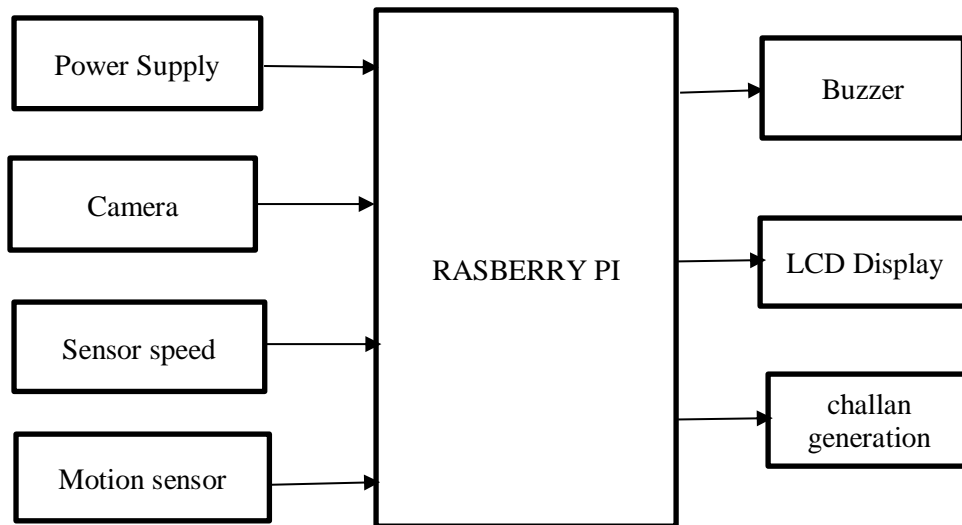 Power Supply
Camera
Sensor speed
Motion sensor
RASBERRY PI
Buzzer
LCD Display
challan
generation